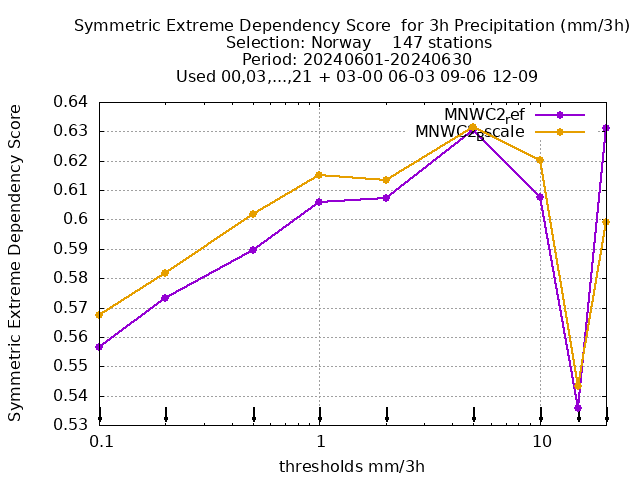 Symmetric Extreme Dependency Score  for 3h Precipitation (mm/3h)
Selection: Norway    147 stations
Period: 20240601-20240630
Used 00,03,...,21 + 03-00 06-03 09-06 12-09
Symmetric Extreme Dependency Score
0.64
0.63
0.62
0.61
0.6
0.59
0.58
0.57
0.56
0.55
0.54
0.53
MNWC2ref
0.1
1
10
thresholds mm/3h